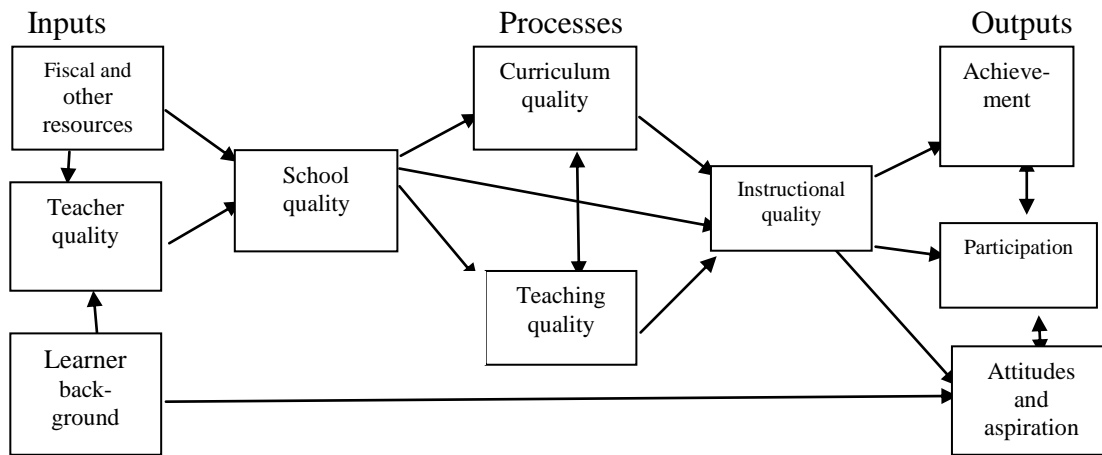 Inputs
Processes
Outputs
Fiscal and
other
resources
Teacher
quality
Learner
back-
ground
School
quality
Curriculum
quality
Teaching
quality
Instructional
quality
Achieve-
ment
Participation
Attitudes
and
aspiration